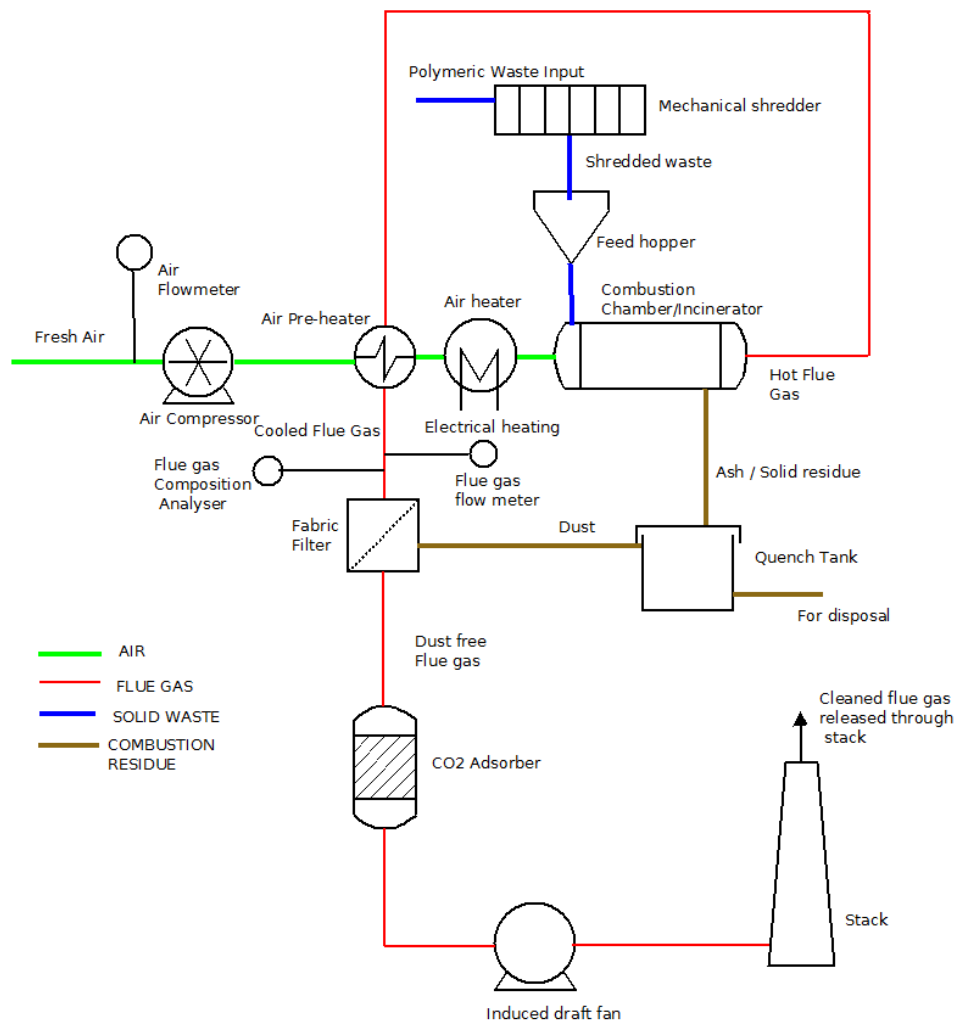 Polymeric Waste Input
Mechanical shredder
Shredded waste
Feed hopper
Air
Flowmeter
Combustion
Chamber/Incinerator
Air heater
Air Pre-heater
Fresh Air
Hot Flue
Gas
Air Compressor
Cooled Flue Gas
Electrical heating
Flue gas
Composition
Analyser
Flue gas
flow meter
Ash / Solid residue
Fabric
Filter
Dust
Quench Tank
For disposal
Dust free
Flue gas
AIR
FLUE GAS
SOLID WASTE
COMBUSTION
RESIDUE
Cleaned flue gas
released through
stack
CO2 Adsorber
Stack
Induced draft fan